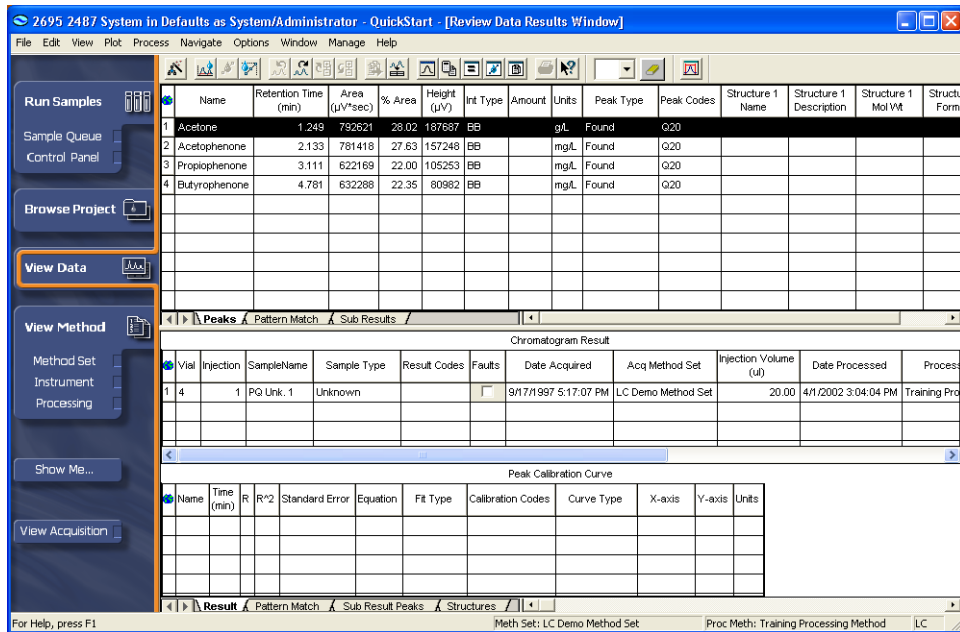 2695 2487 System in Defaults as System/Administrator - QuickStart - [Review Data Results Window]
File Edit View Plot Process Navigate Options Window Manage Help
Run Samples
Sample Queue
Control Panel
Browse Project
View Data
View Method
Method Set
Instrument
Processing
Show Me...
View Acquisition
Name Retention Time (min) Area (µV*sec) % Area Height (µV) Int Type Amount Units Peak Type Peak Codes Structure 1 Name Structure 1 Description Structure 1 Mol Wt Structu Form
1 Acetone 1.249 792621 28.02 187687 BB g/L Found Q20
2 Acetophenone 2.133 781418 27.63 157248 BB mg/L Found Q20
3 Propiophenone 3.111 622169 22.00 105253 BB mg/L Found Q20
4 Butyrophenone 4.781 632288 22.35 80982 BB mg/L Found Q20
Peaks Pattern Match Sub Results
Chromatogram Result
Vial Injection SampleName Sample Type Result Codes Faults Date Acquired Acq Method Set Injection Volume (ul) Date Processed Process
1 4 1 PQ Unk. 1 Unknown 9/17/1997 5:17:07 PM LC Demo Method Set 20.00 4/1/2002 3:04:04 PM Training Pro
Peak Calibration Curve
Name Time (min) R R^2 Standard Error Equation Fit Type Calibration Codes Curve Type X-axis Y-axis Units
Result Pattern Match Sub Result Peaks Structures
For Help, press F1 Meth Set: LC Demo Method Set Proc Meth: Training Processing Method LC